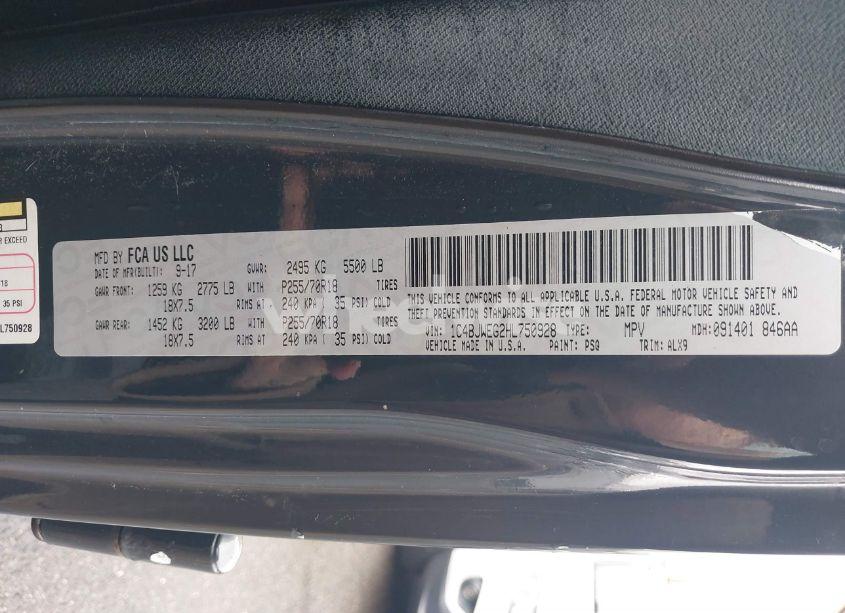 R EXCEED
18
35 PSI
L750928
MFD BY FCA US LLC
DATE OF MFR(BUILT): 9-17 GVWR: 2495 KG 5500 LB
GAWR FRONT: 1259 KG 2775 LB WITH P255/70R18 TIRES
18X7.5 RIMS AT 240 KPA ( 35 PSI) COLD
GAWR REAR: 1452 KG 3200 LB WITH P255/70R18 TIRES
18X7.5 RIMS AT 240 KPA ( 35 PSI) COLD
THIS VEHICLE CONFORMS TO ALL APPLICABLE U.S.A. FEDERAL MOTOR VEHICLE SAFETY AND
THEFT PREVENTION STANDARDS IN EFFECT ON THE DATE OF MANUFACTURE SHOWN ABOVE.
VIN: 1C4BJWEG2HL750928 TYPE: MPV MDH: 091401 846AA
VEHICLE MADE IN U.S.A. PAINT: PSQ TRIM: ALX9